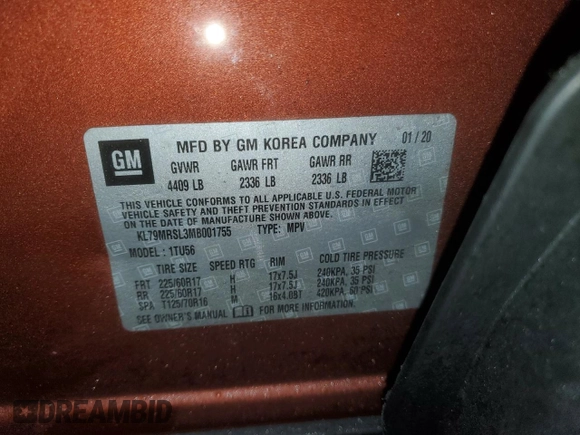 GM
MFD BY GM KOREA COMPANY 01/20
GVWR GAWR FRT GAWR RR
4409 LB 2336 LB 2336 LB
THIS VEHICLE CONFORMS TO ALL APPLICABLE U.S. FEDERAL MOTOR
VEHICLE SAFETY AND THEFT PREVENTION STANDARDS IN EFFECT ON
THE DATE OF MANUFACTURE SHOWN ABOVE.
KL79MRSL3MB001755 TYPE: MPV
MODEL: 1TU56
TIRE SIZE SPEED RTG RIM COLD TIRE PRESSURE
FRT 225/60R17 H 17x7.5J 240KPA, 35 PSI
RR 225/60R17 H 17x7.5J 240KPA, 35 PSI
SPA T125/70R16 M 16x4.0BT 420KPA, 60 PSI
SEE OWNER'S MANUAL
DREAMBID